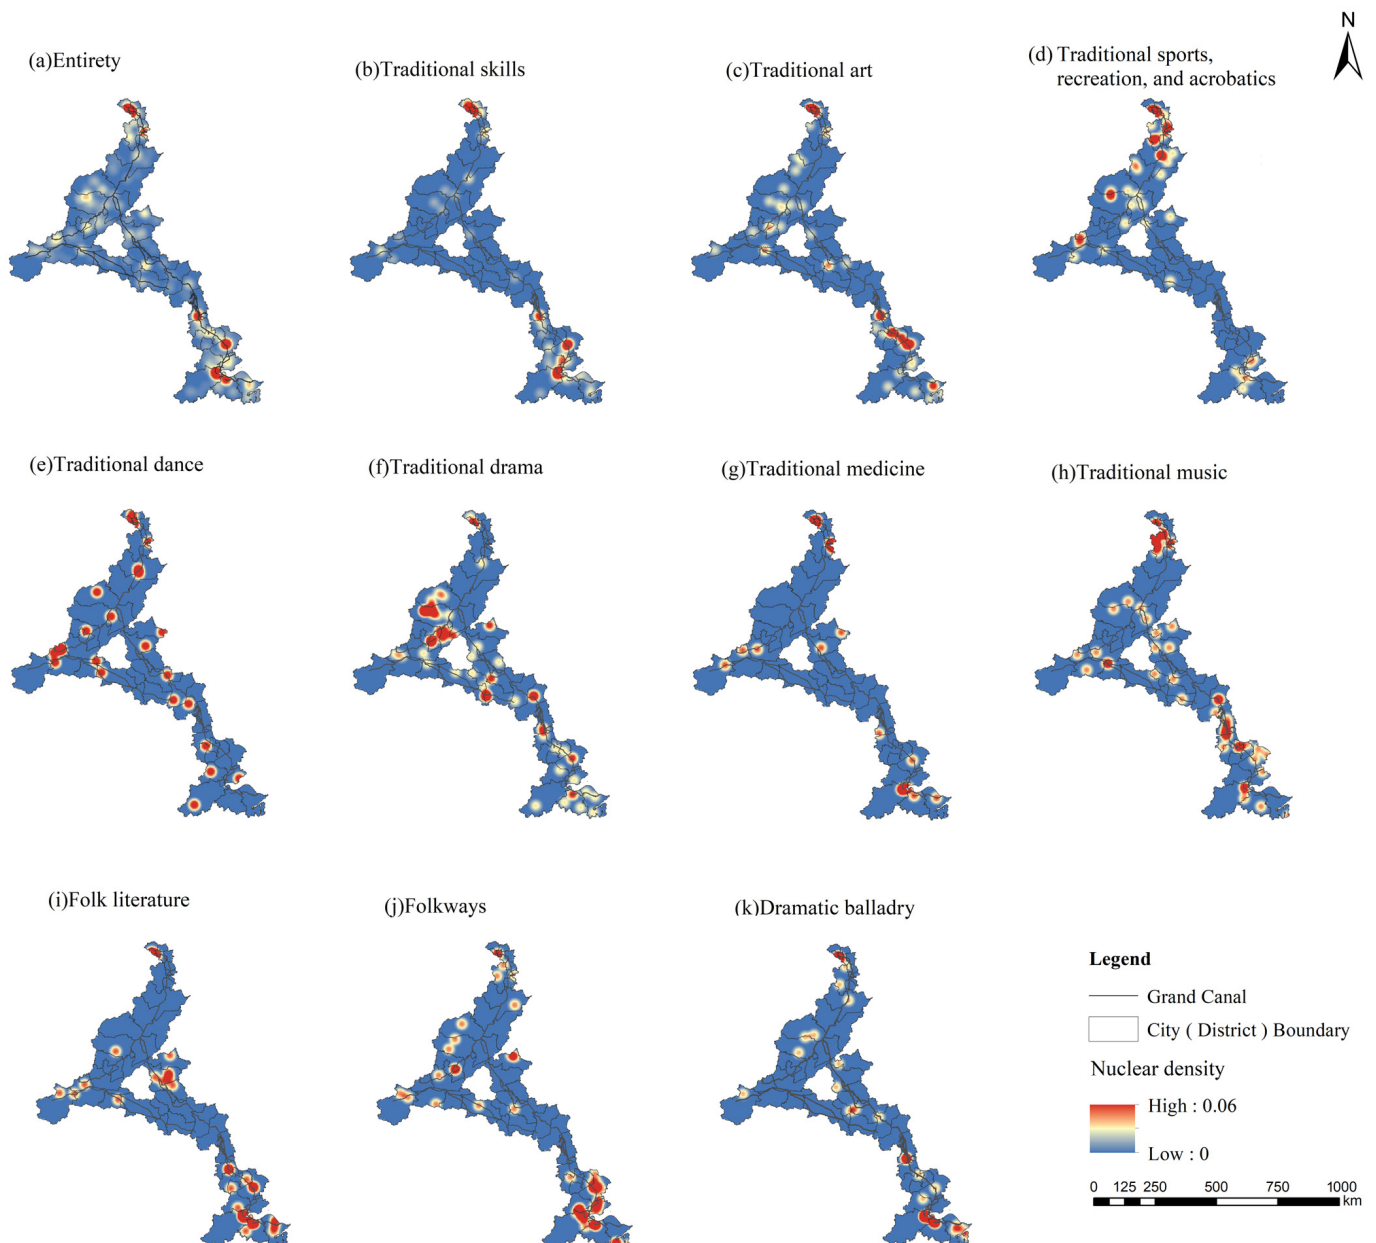 N
(a)Entirety
(b)Traditional skills
(c)Traditional art
(d) Traditional sports,
recreation, and acrobatics
(e)Traditional dance
(f)Traditional drama
(g)Traditional medicine
(h)Traditional music
(i)Folk literature
(j)Folkways
(k)Dramatic balladry
Legend
Grand Canal
City ( District ) Boundary
Nuclear density
High : 0.06
Low : 0
0 125 250 500 750 1000
km